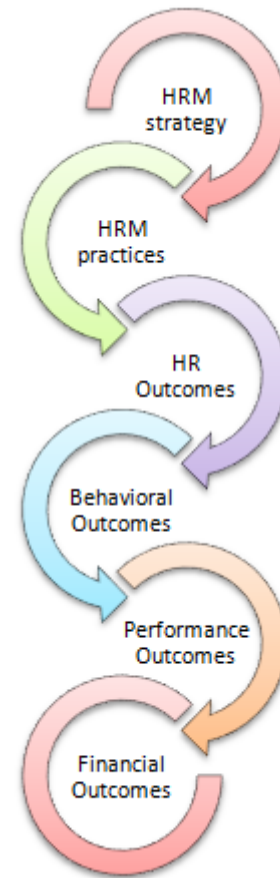 HRM
strategy
HRM
practices
HR
Outcomes
Behavioral
Outcomes
Performance
Outcomes
Financial
Outcomes